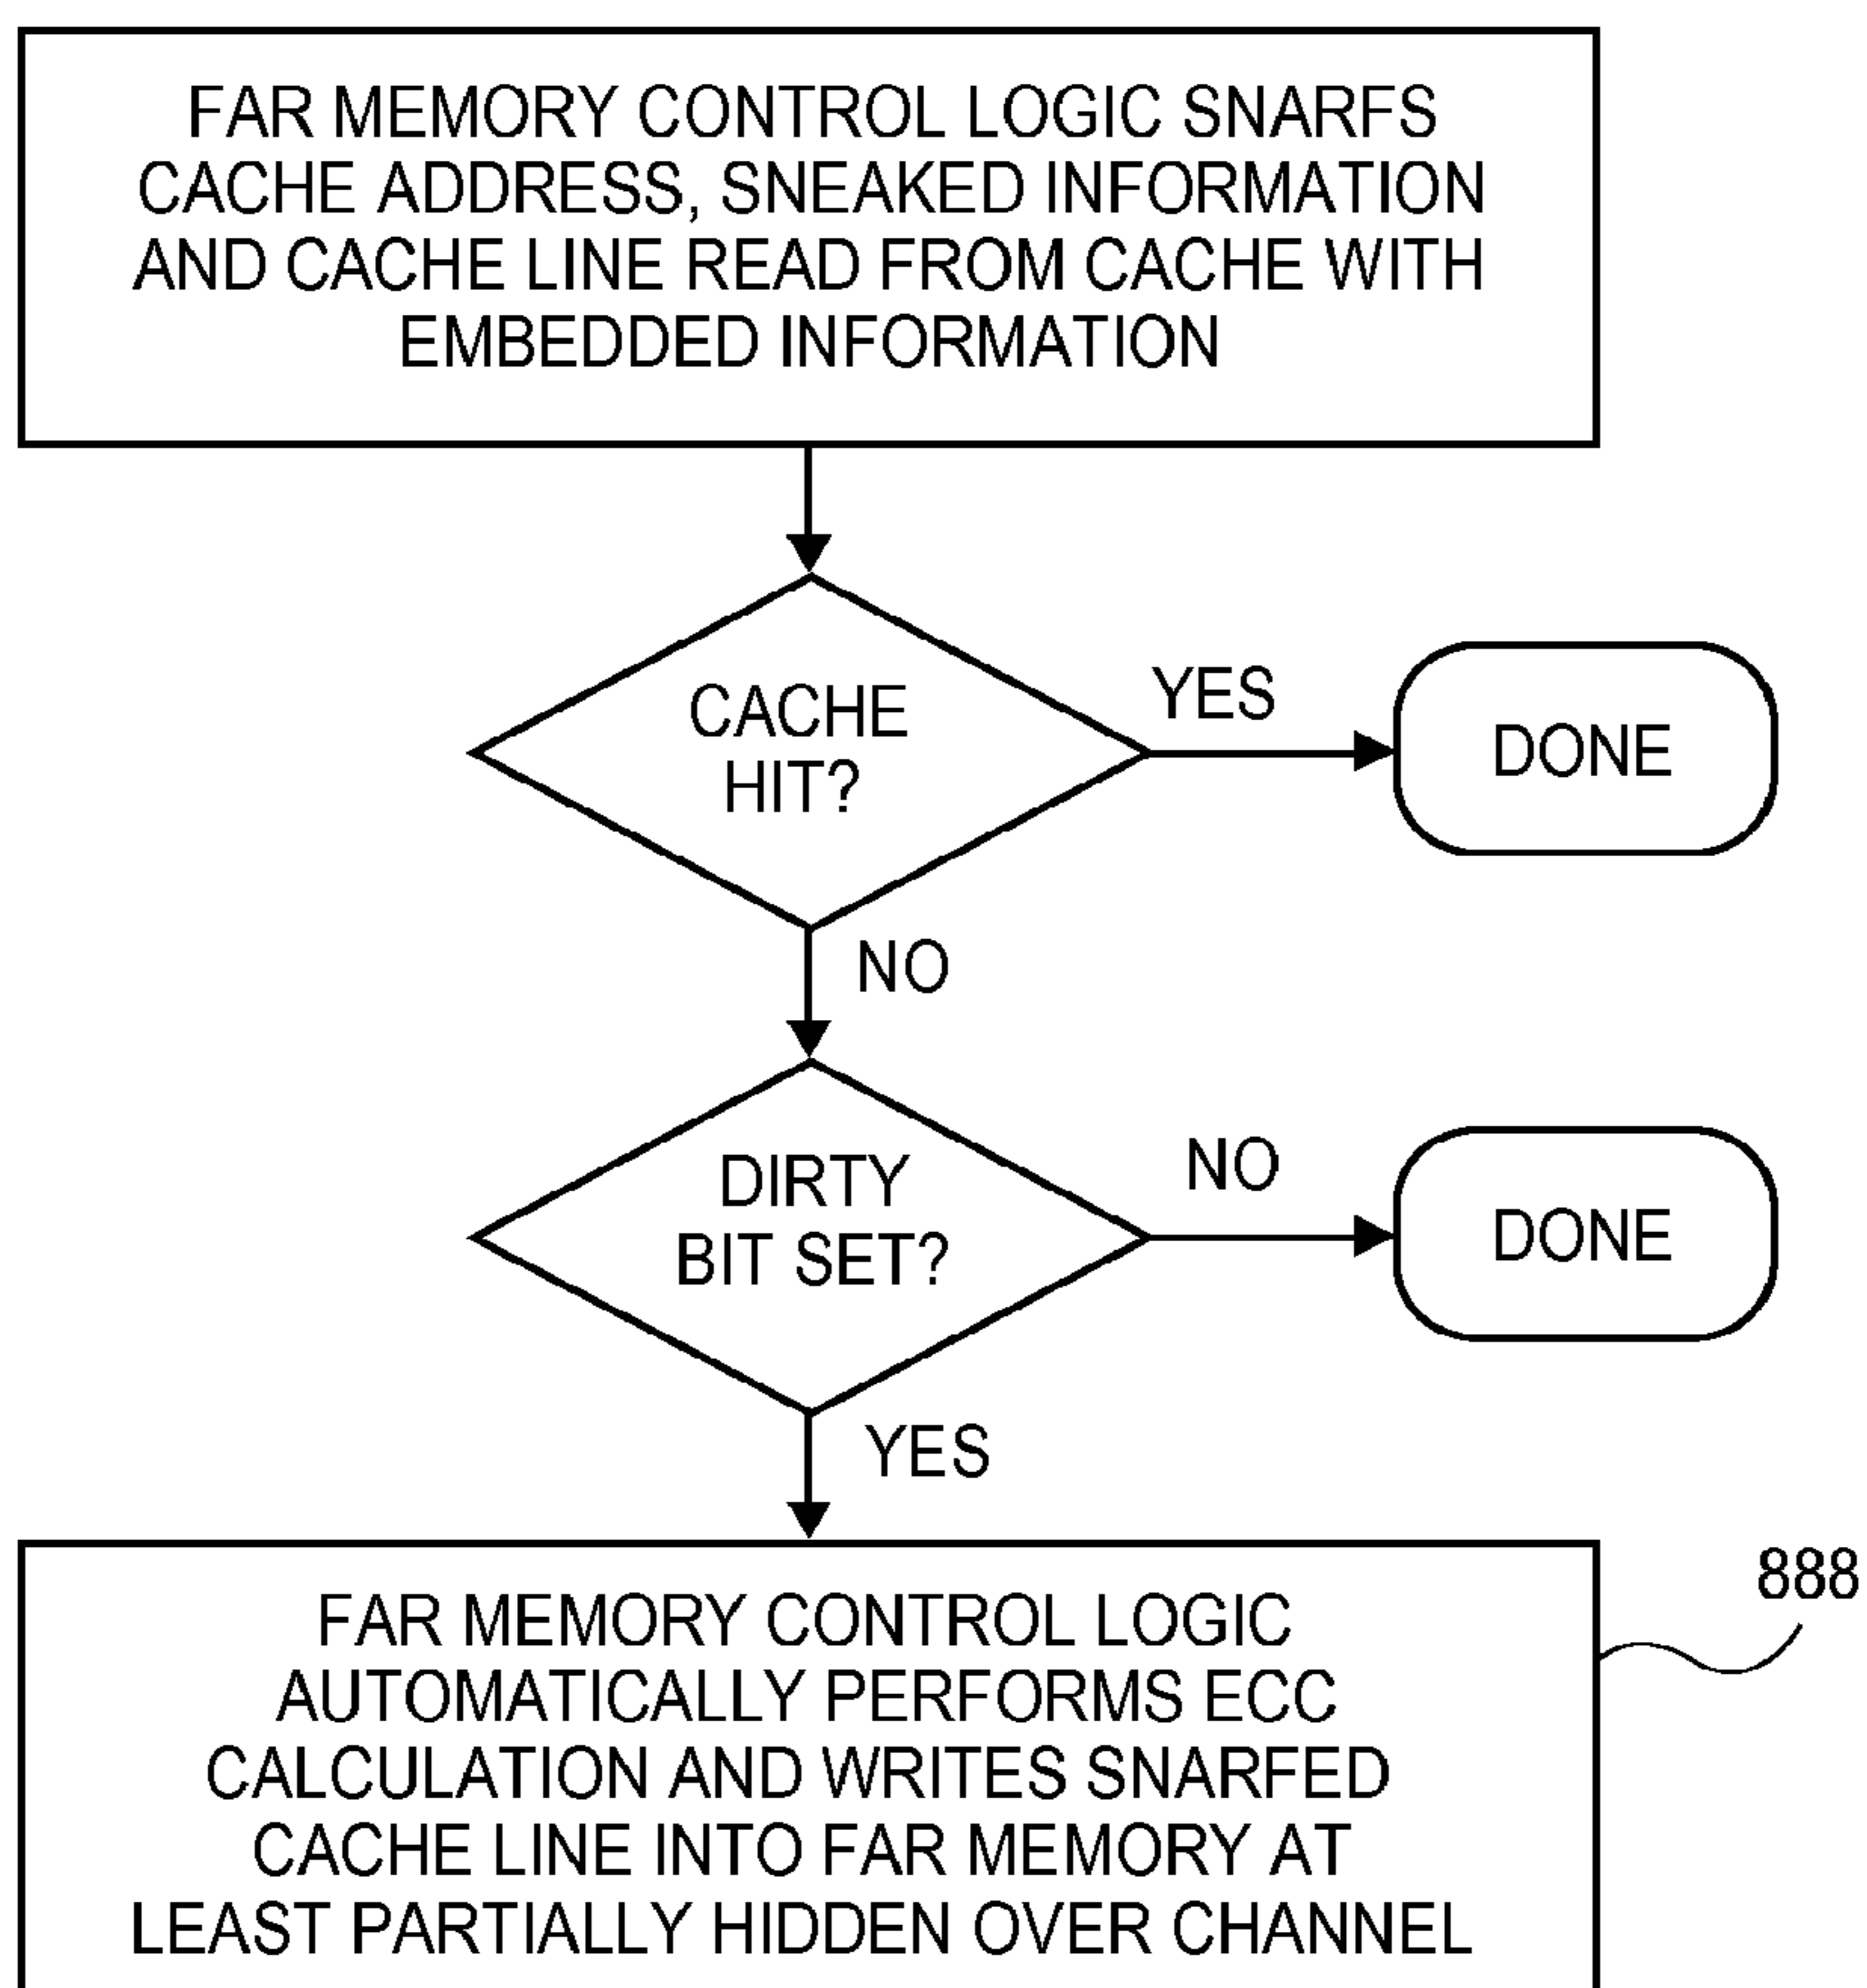 FAR MEMORY CONTROL LOGIC SNARFS
CACHE ADDRESS, SNEAKED INFORMATION
AND CACHE LINE READ FROM CACHE WITH
EMBEDDED INFORMATION
CACHE
HIT?
YES
DONE
NO
DIRTY
BIT SET?
NO
DONE
YES
888
FAR MEMORY CONTROL LOGIC
AUTOMATICALLY PERFORMS ECC
CALCULATION AND WRITES SNARFED
CACHE LINE INTO FAR MEMORY AT
LEAST PARTIALLY HIDDEN OVER CHANNEL